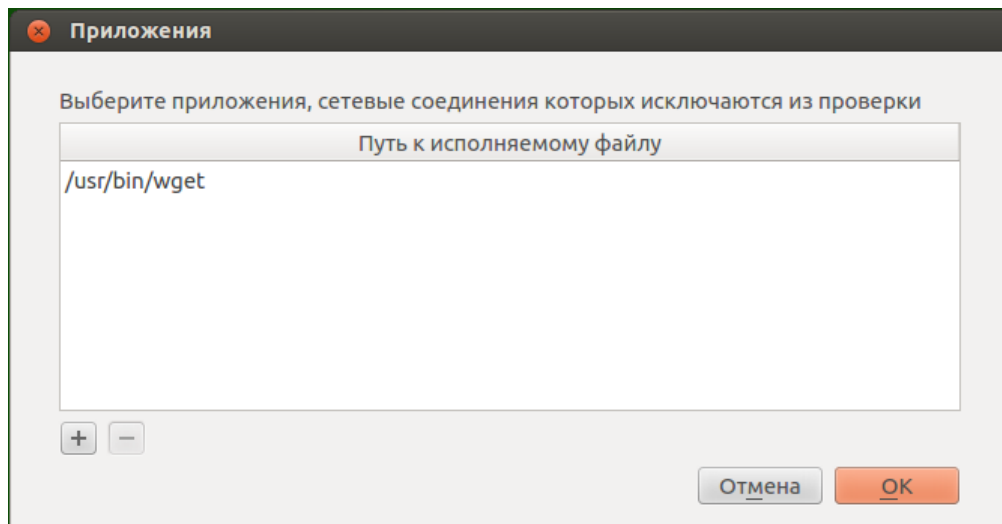 Приложения
Выберите приложения, сетевые соединения которых исключаются из проверки
Путь к исполняемому файлу
/usr/bin/wget
+ −
Отмена OK